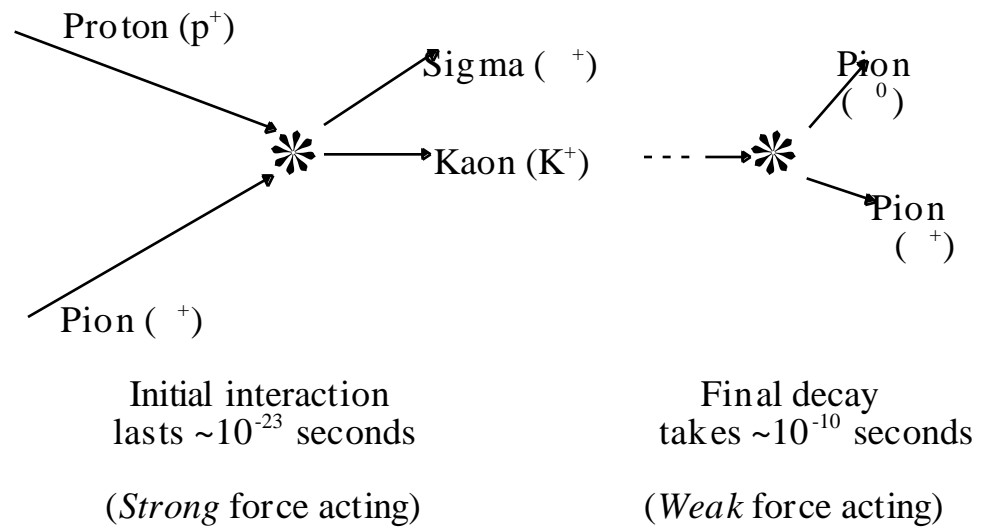 Proton (p⁺)
Sigma ( ⁺)
Pion
( ⁰)
Kaon (K⁺)
Pion
( ⁺)
Pion ( ⁺)
Initial interaction
lasts ~10⁻²³ seconds
(Strong force acting)
Final decay
takes ~10⁻¹⁰ seconds
(Weak force acting)